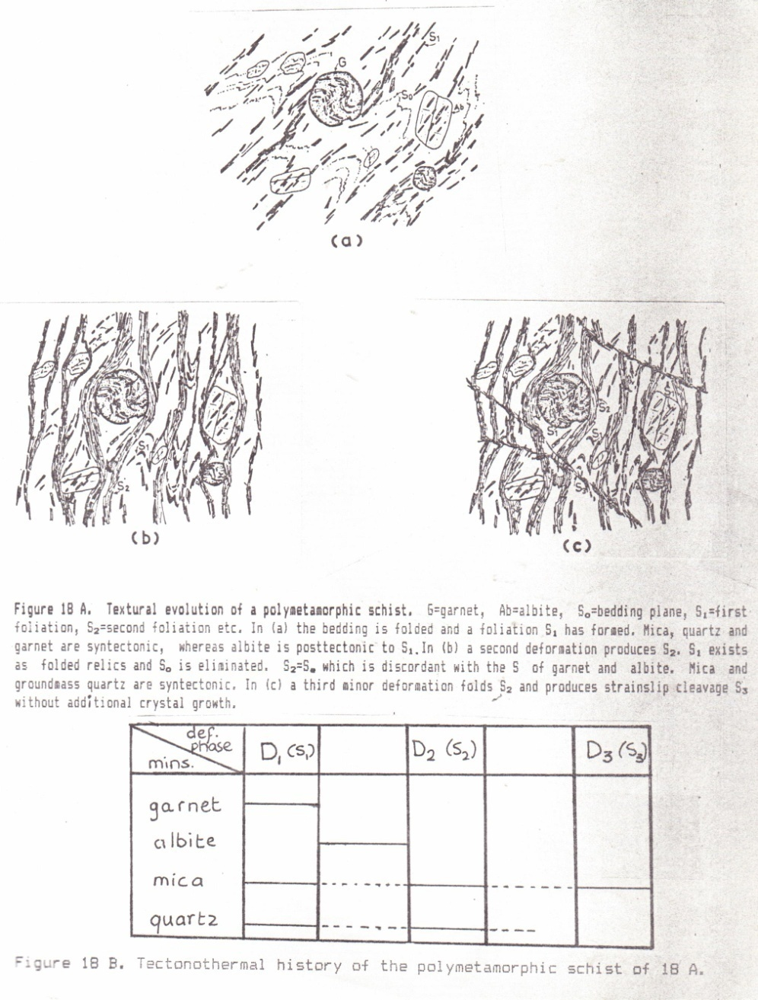 S₁
G
S₀
Ab
(a)
S₁
S₂
(b)
S₂
S₁
S₁
S₃
(c)
Figure 18 A. Textural evolution of a polymetamorphic schist. G=garnet, Ab=albite, S₀=bedding plane, S₁=first
foliation, S₂=second foliation etc. In (a) the bedding is folded and a foliation S₁ has formed. Mica, quartz and
garnet are syntectonic, whereas albite is posttectonic to S₁.In (b) a second deformation produces S₂. S₁ exists
as folded relics and S₀ is eliminated. S₂=Sₑ which is discordant with the S of garnet and albite. Mica and
groundmass quartz are syntectonic. In (c) a third minor deformation folds S₂ and produces strainslip cleavage S₃
without additional crystal growth.
def.
phase
mins.
D₁ (S₁)
D₂ (S₂)
D₃ (S₃)
garnet
albite
mica
quartz
Figure 18 B. Tectonothermal history of the polymetamorphic schist of 18 A.